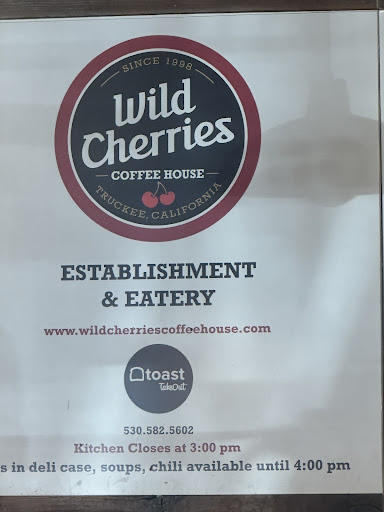 SINCE 1998
Wild
Cherries
COFFEE HOUSE
TRUCKEE, CALIFORNIA
ESTABLISHMENT
& EATERY
www.wildcherriescoffeehouse.com
toast
TakeOut
530.582.5602
Kitchen Closes at 3:00 pm
s in deli case, soups, chili available until 4:00 pm